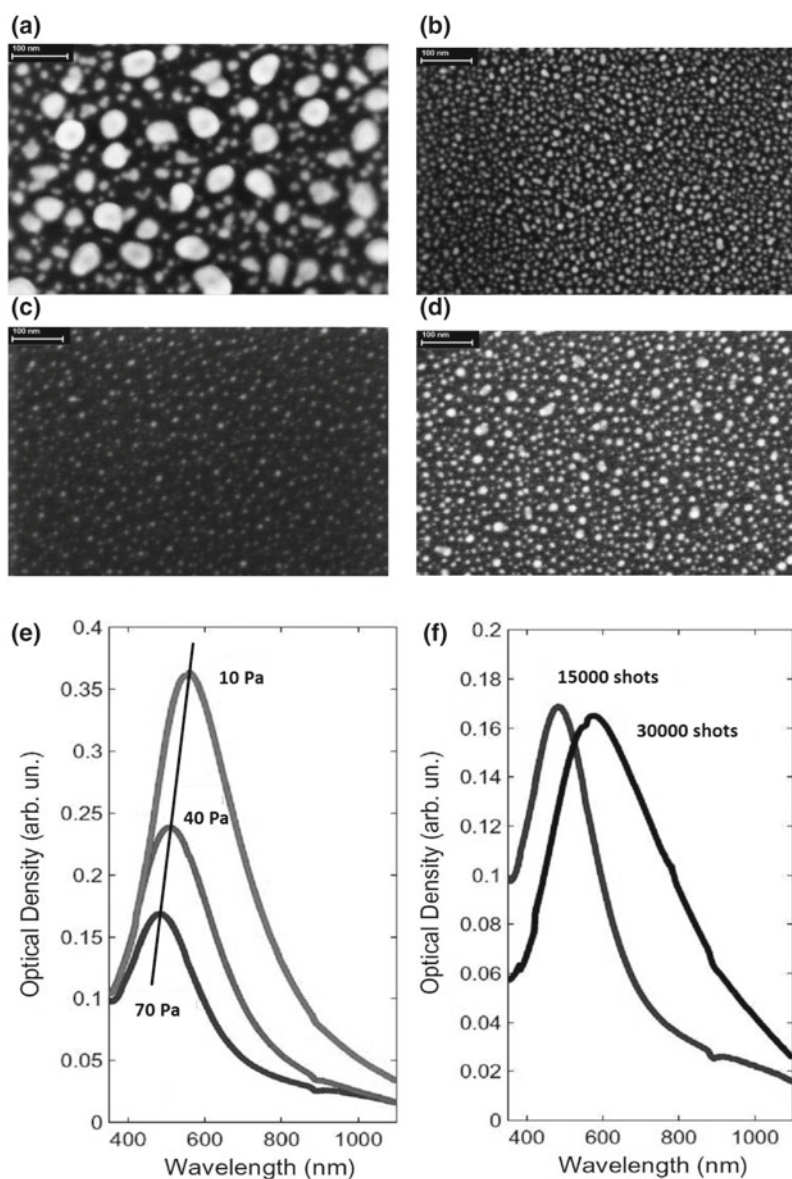 (a)
(b)
100 nm
100 nm
(c)
(d)
100 nm
100 nm
(e)
0.4
0.35
0.3
0.25
0.2
0.15
0.1
0.05
0
10 Pa
40 Pa
70 Pa
400 600 800 1000
Wavelength (nm)
Optical Density (arb. un.)
(f)
0.2
0.18
0.16
0.14
0.12
0.1
0.08
0.06
0.04
0.02
0
15000 shots
30000 shots
400 600 800 1000
Wavelength (nm)
Optical Density (arb. un.)